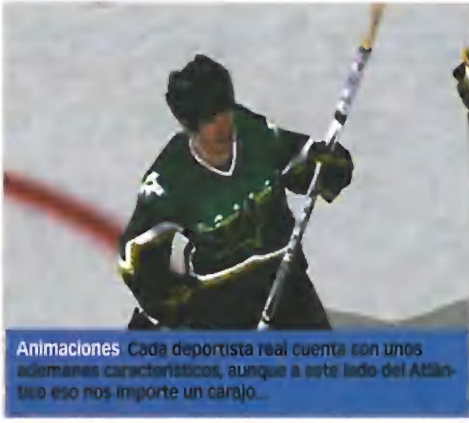 Animaciones Cada deportista real cuenta con unos
ademanes característicos, aunque a este lado del Atlán-
tico eso nos importe un carajo...